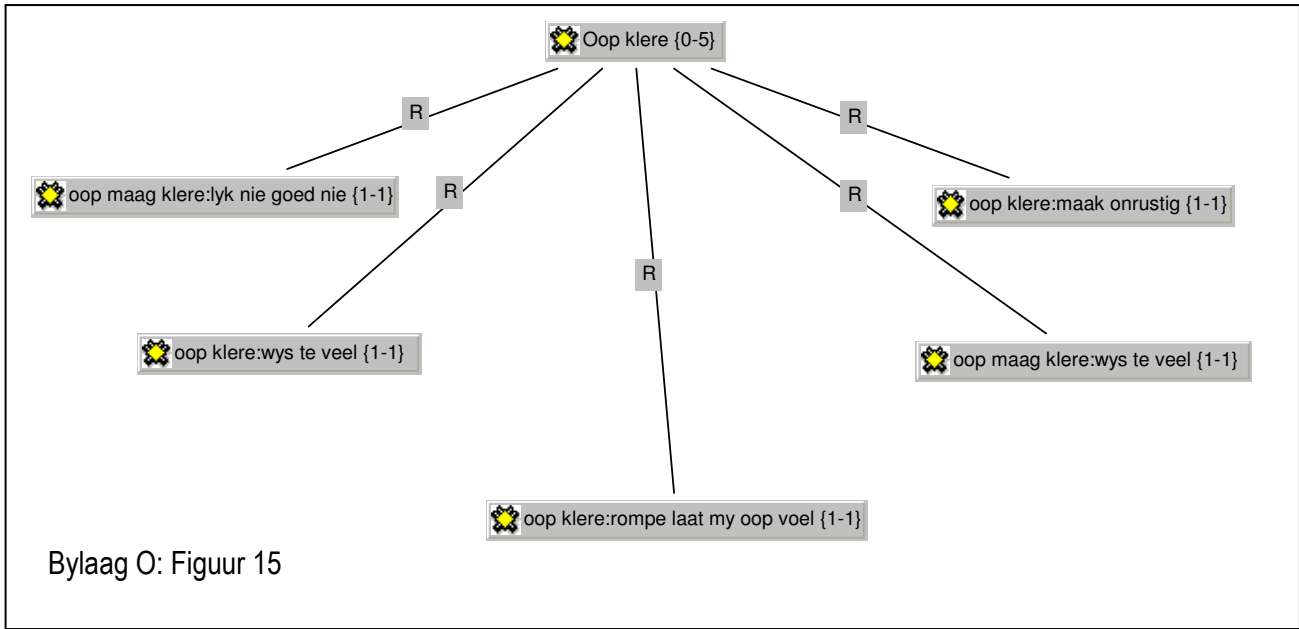 Oop klere {0-5}
R
R
oop maag klere:lyk nie goed nie {1-1}
R
R
oop klere:maak onrustig {1-1}
R
oop klere:wys te veel {1-1}
oop maag klere:wys te veel {1-1}
oop klere:rompe laat my oop voel {1-1}
Bylaag O: Figuur 15